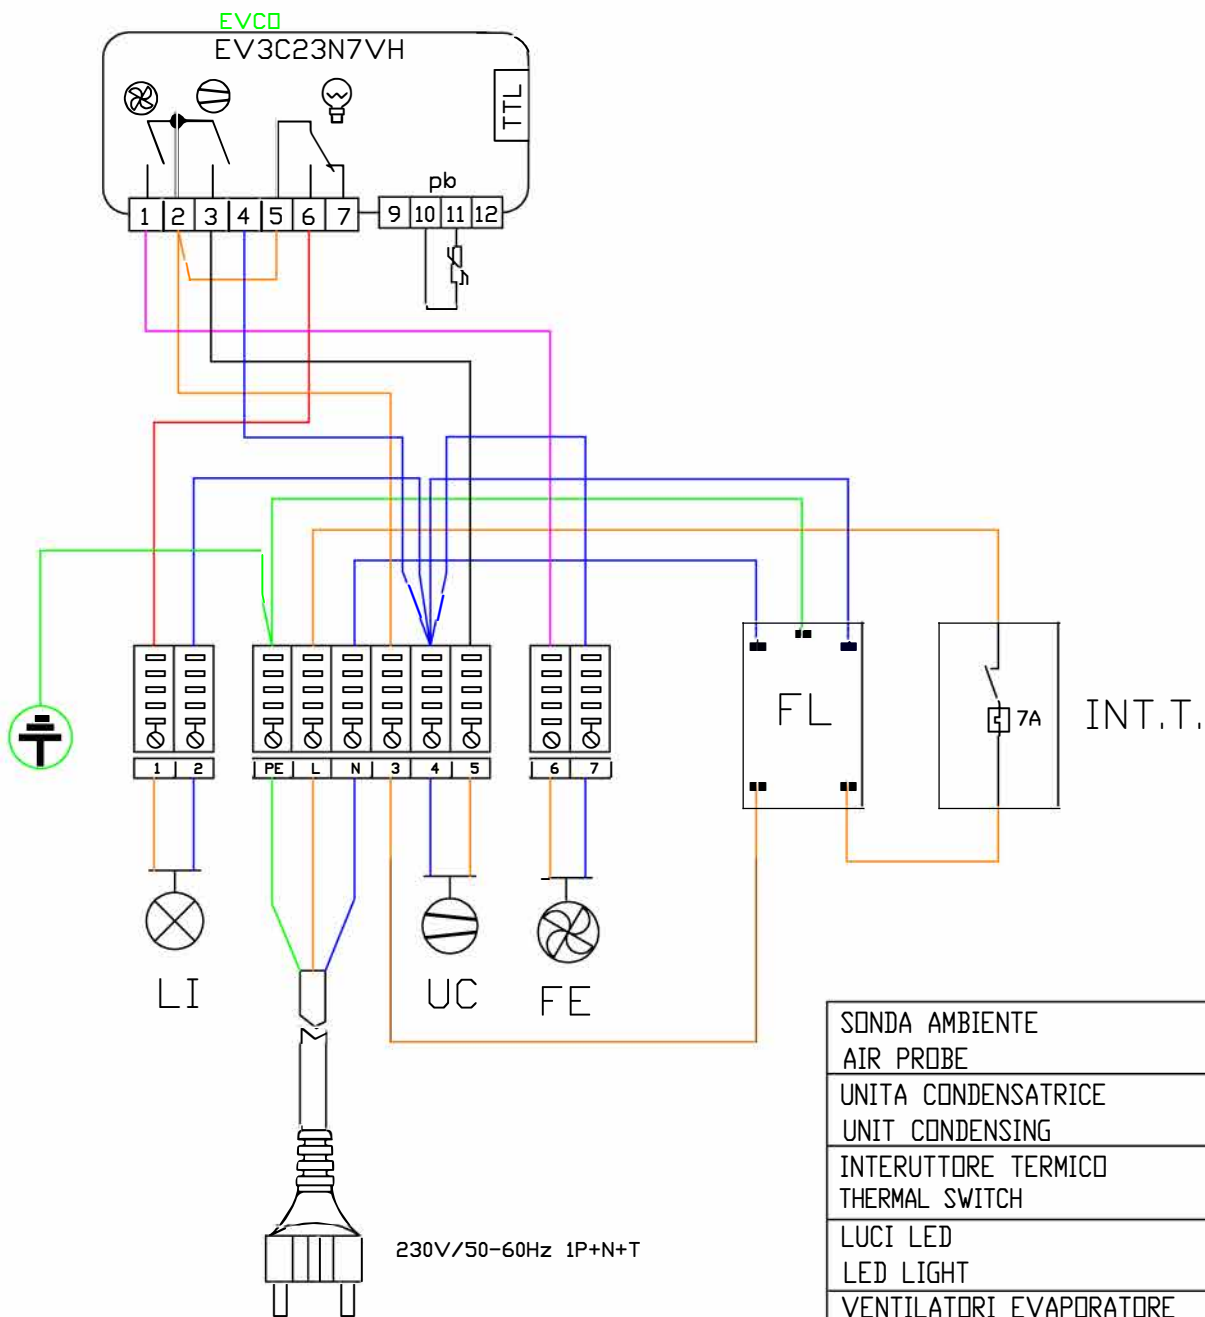 EVCO
EV3C23N7VH
TTL
pb
1 2 3 4 5 6 7 9 10 11 12
FL
7A
INT.T.
1 2 PE L N 3 4 5 6 7
LI
UC
FE
230V/50-60Hz 1P+N+T
SONDA AMBIENTE
AIR PROBE
UNITA CONDENSATRICE
UNIT CONDENSING
INTERUTTORE TERMICO
THERMAL SWITCH
LUCI LED
LED LIGHT
VENTILATORI EVAPORATORE